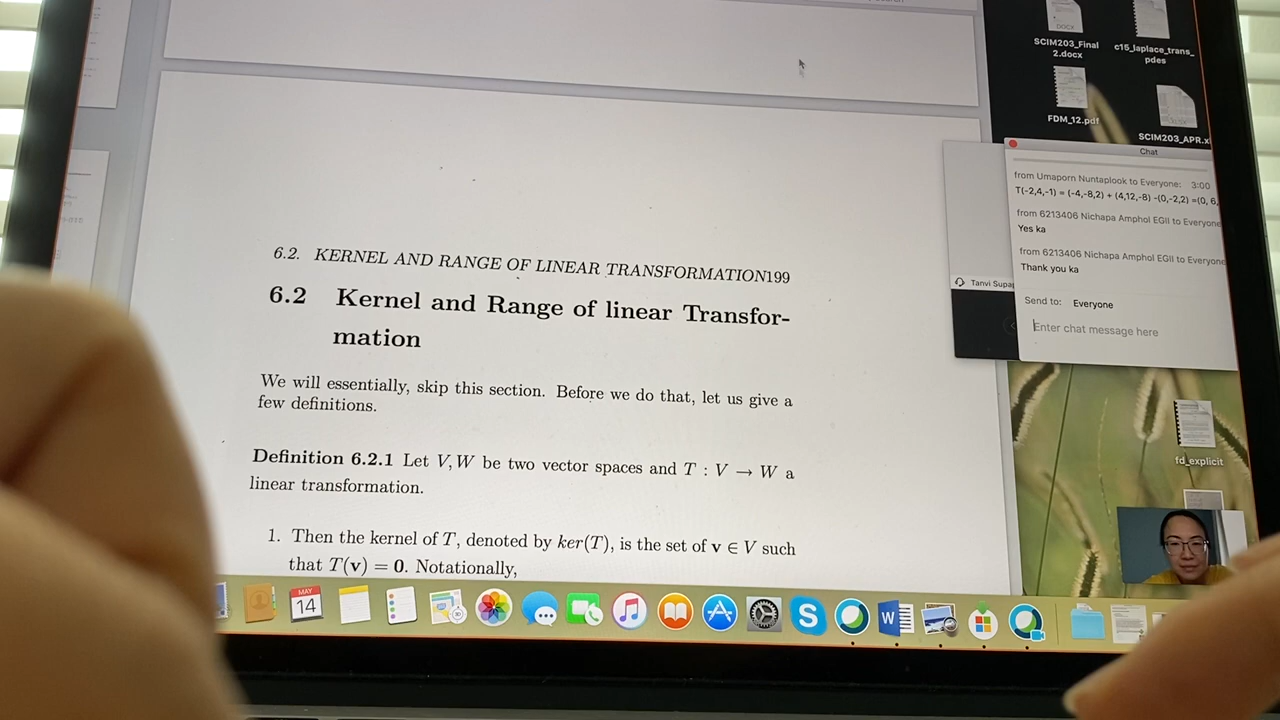 6.2. KERNEL AND RANGE OF LINEAR TRANSFORMATION199
6.2 Kernel and Range of linear Transfor-
mation
We will essentially, skip this section. Before we do that, let us give a
few definitions.
Definition 6.2.1 Let V, W be two vector spaces and T : V → W a
linear transformation.
1. Then the kernel of T, denoted by ker(T), is the set of v ∈ V such
that T(v) = 0. Notationally,
SCIM203_Final
2.docx
c15_laplace_trans_
pdes
FDM_12.pdf
SCIM203_APR.x
Chat
from Umaporn Nuntaplook to Everyone: 3:00
T(-2,4,-1) = (-4,-8,2) + (4,12,-8) -(0,-2,2) =(0, 6,
from 6213406 Nichapa Amphol EGII to Everyone
Yes ka
from 6213406 Nichapa Amphol EGII to Everyone
Thank you ka
Send to: Everyone
Enter chat message here
Tanvi Supa
fd_explicit
MAY
14
S
W